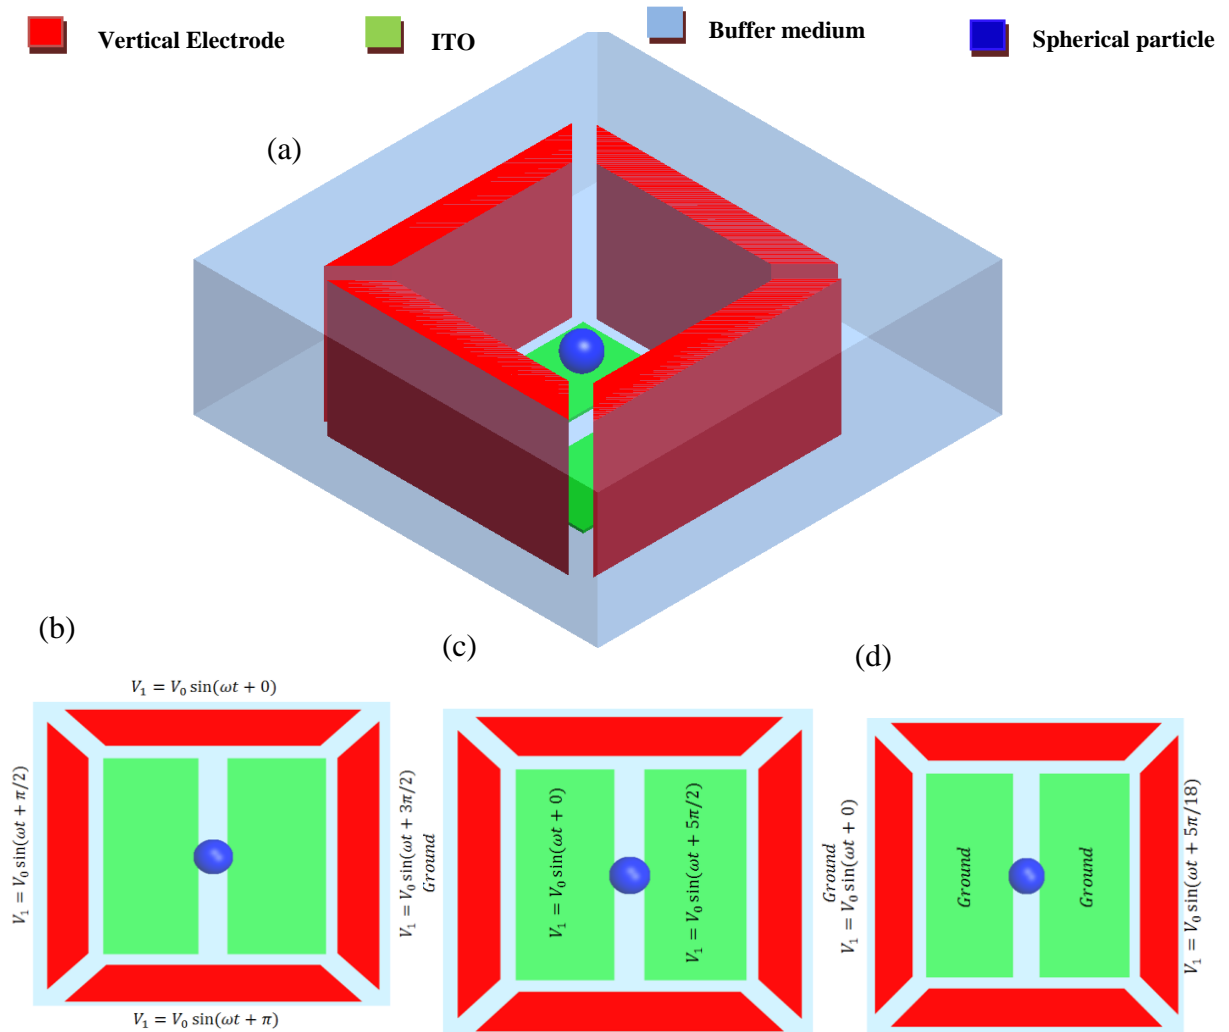 Vertical Electrode
ITO
Buffer medium
Spherical particle
(a)
(b)
(c)
(d)
V₁ = V₀ sin(ωt + 0)
V₁ = V₀ sin(ωt + π/2)
V₁ = V₀ sin(ωt + 3π/2)
V₁ = V₀ sin(ωt + π)
Ground
V₁ = V₀ sin(ωt + 0)
V₁ = V₀ sin(ωt + 5π/2)
Ground
V₁ = V₀ sin(ωt + 0)
Ground
Ground
V₁ = V₀ sin(ωt + 5π/18)